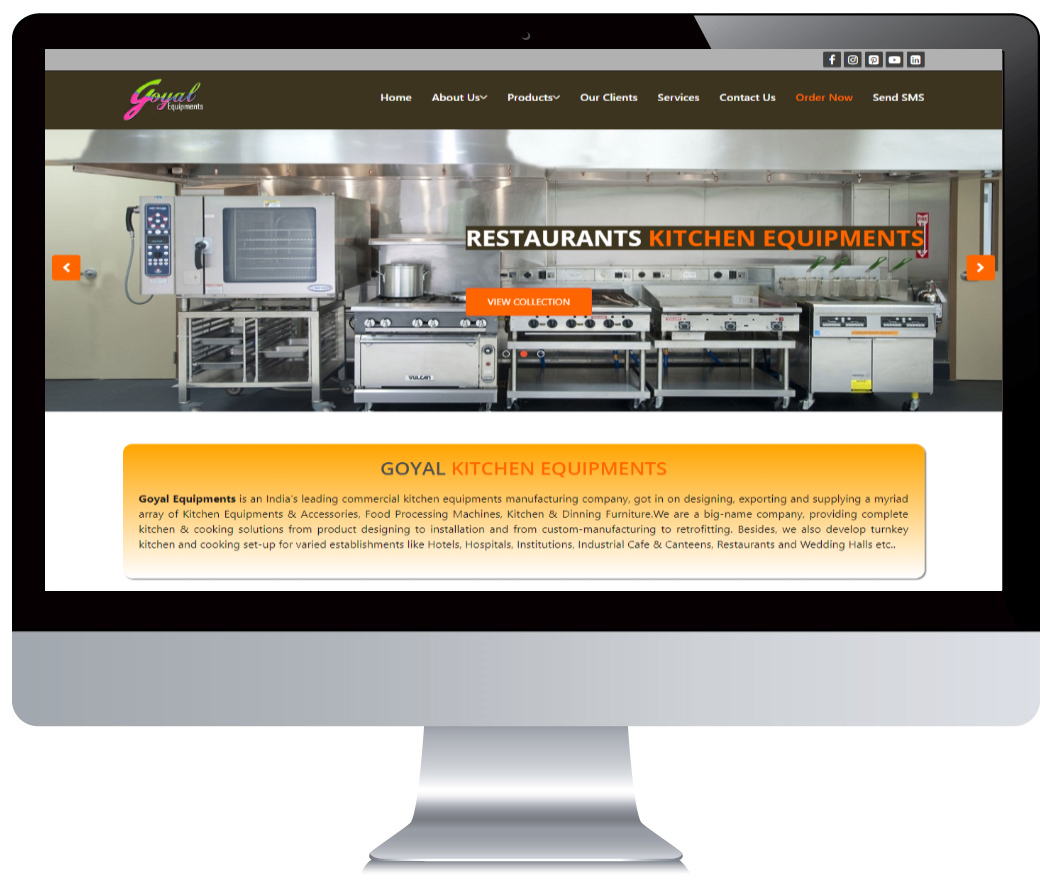 Goyal
Equipments
Home About Us Products Our Clients Services Contact Us Order Now Send SMS
RESTAURANTS KITCHEN EQUIPMENTS
VIEW COLLECTION
VULCAN
GOYAL KITCHEN EQUIPMENTS
Goyal Equipments is an India's leading commercial kitchen equipments manufacturing company, got in on designing, exporting and supplying a myriad
array of Kitchen Equipments & Accessories, Food Processing Machines, Kitchen & Dinning Furniture.We are a big-name company, providing complete
kitchen & cooking solutions from product designing to installation and from custom-manufacturing to retrofitting. Besides, we also develop turnkey
kitchen and cooking set-up for varied establishments like Hotels, Hospitals, Institutions, Industrial Cafe & Canteens, Restaurants and Wedding Halls etc..